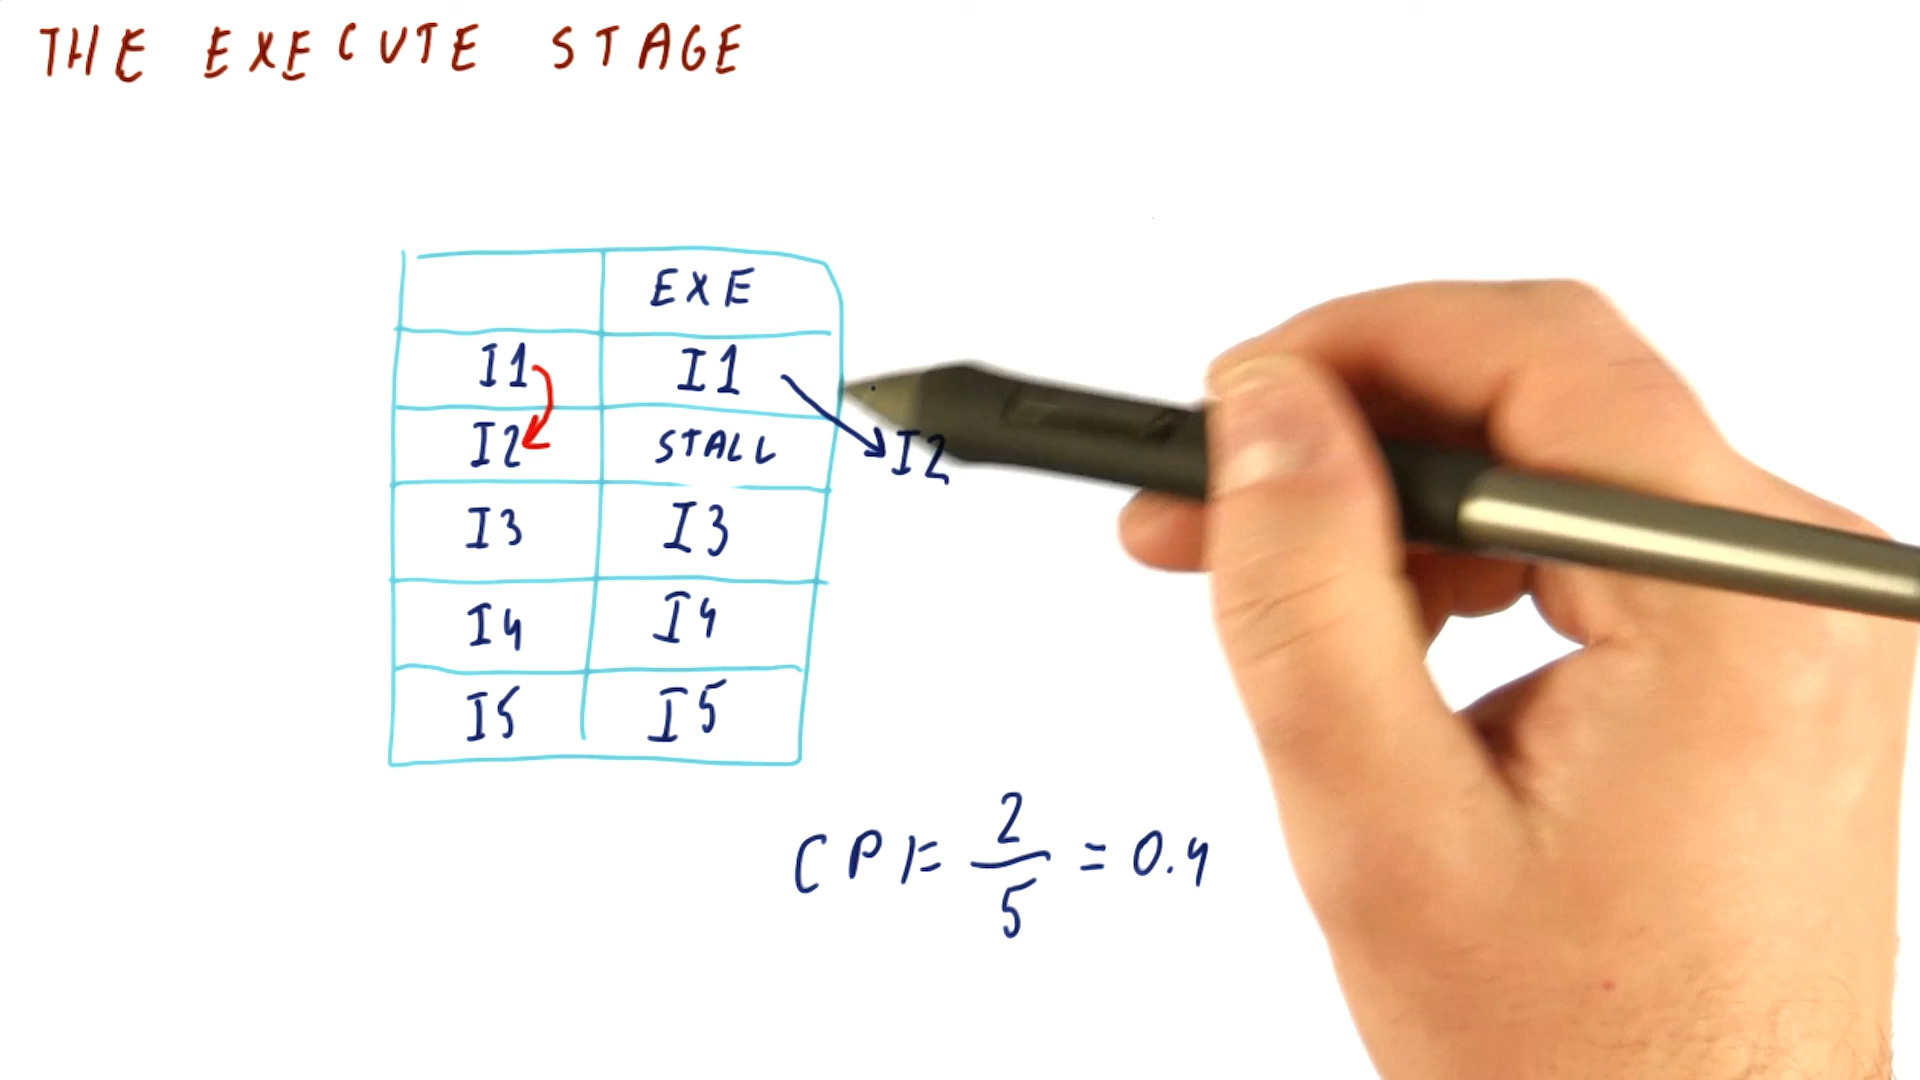 THE EXECUTE STAGE
EXE
I1 I1
I2 STALL I2
I3 I3
I4 I4
I5 I5
CPI = 2/5 = 0.4